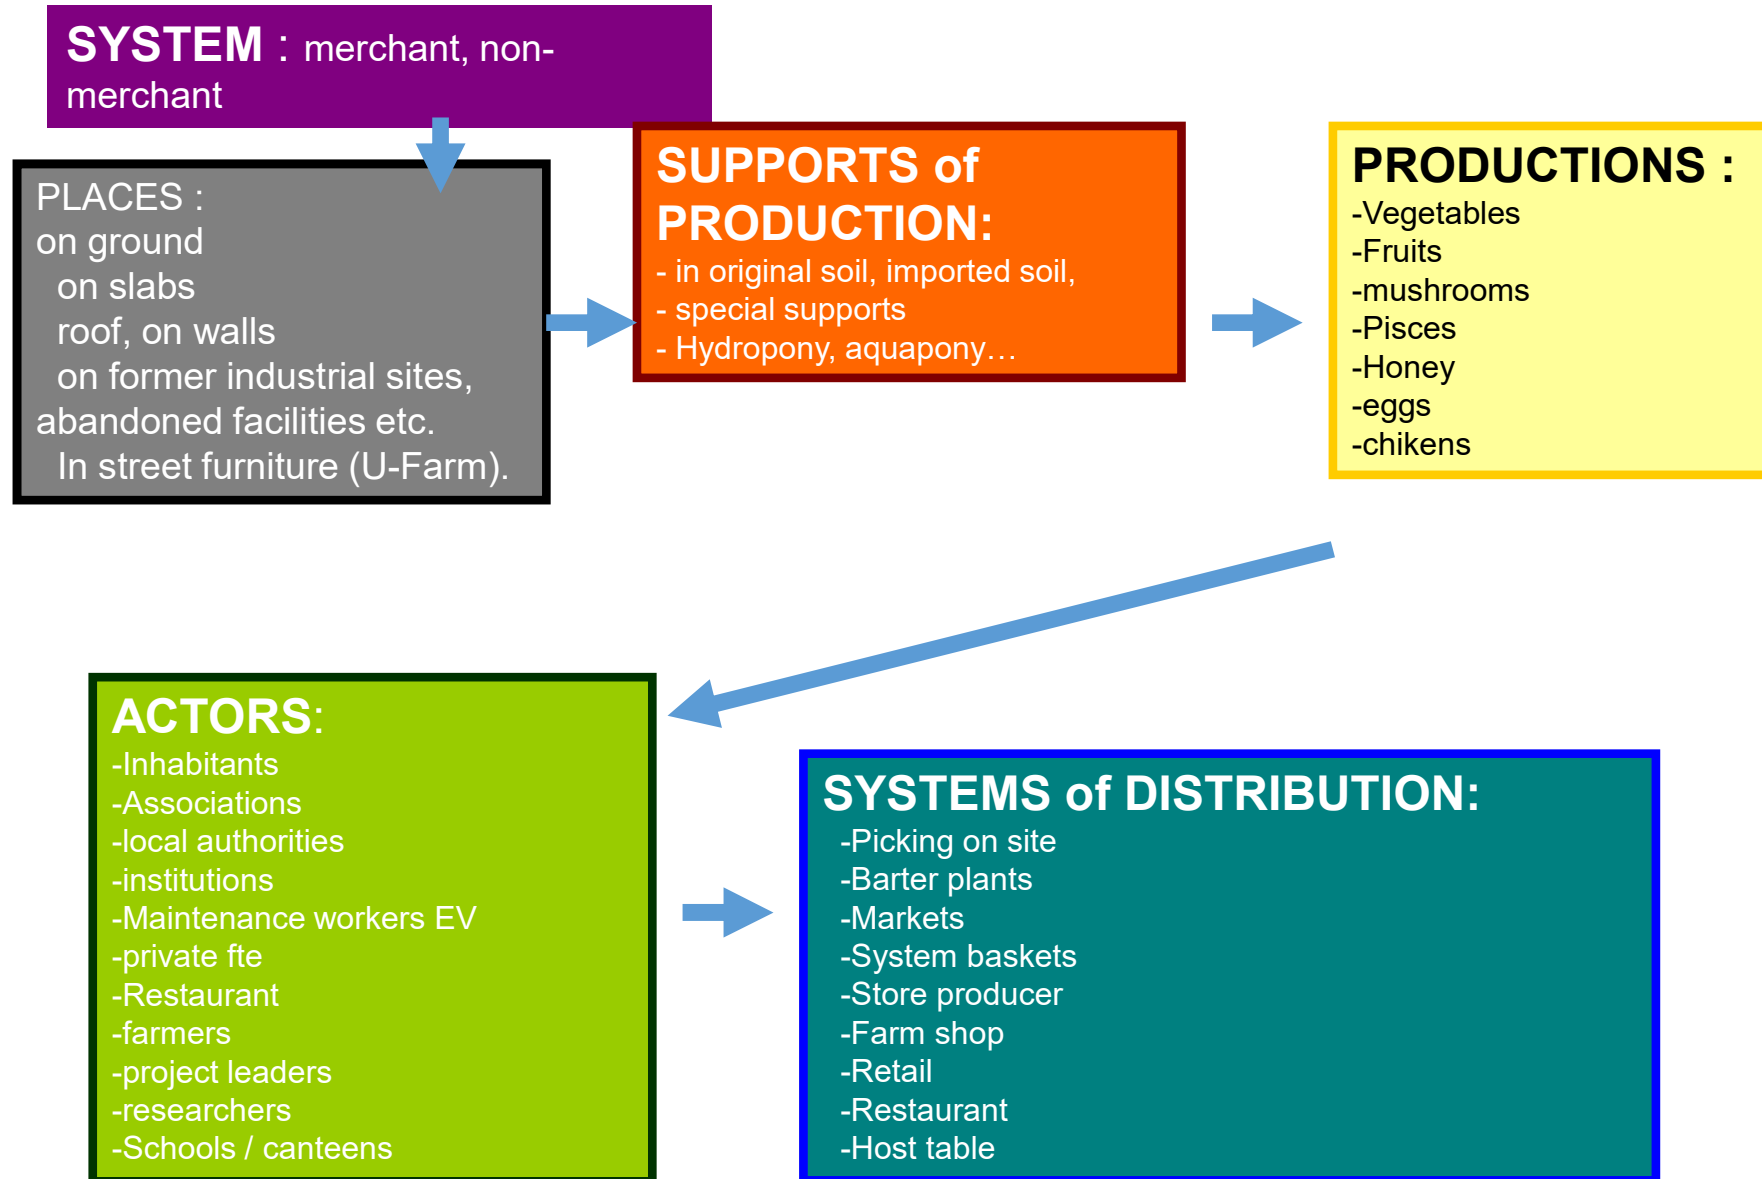 SYSTEM : merchant, non-
merchant
PLACES :
on ground
on slabs
roof, on walls
on former industrial sites,
abandoned facilities etc.
In street furniture (U-Farm).
SUPPORTS of
PRODUCTION:
- in original soil, imported soil,
- special supports
- Hydropony, aquapony…
PRODUCTIONS :
-Vegetables
-Fruits
-mushrooms
-Pisces
-Honey
-eggs
-chikens
ACTORS:
-Inhabitants
-Associations
-local authorities
-institutions
-Maintenance workers EV
-private fte
-Restaurant
-farmers
-project leaders
-researchers
-Schools / canteens
SYSTEMS of DISTRIBUTION:
-Picking on site
-Barter plants
-Markets
-System baskets
-Store producer
-Farm shop
-Retail
-Restaurant
-Host table